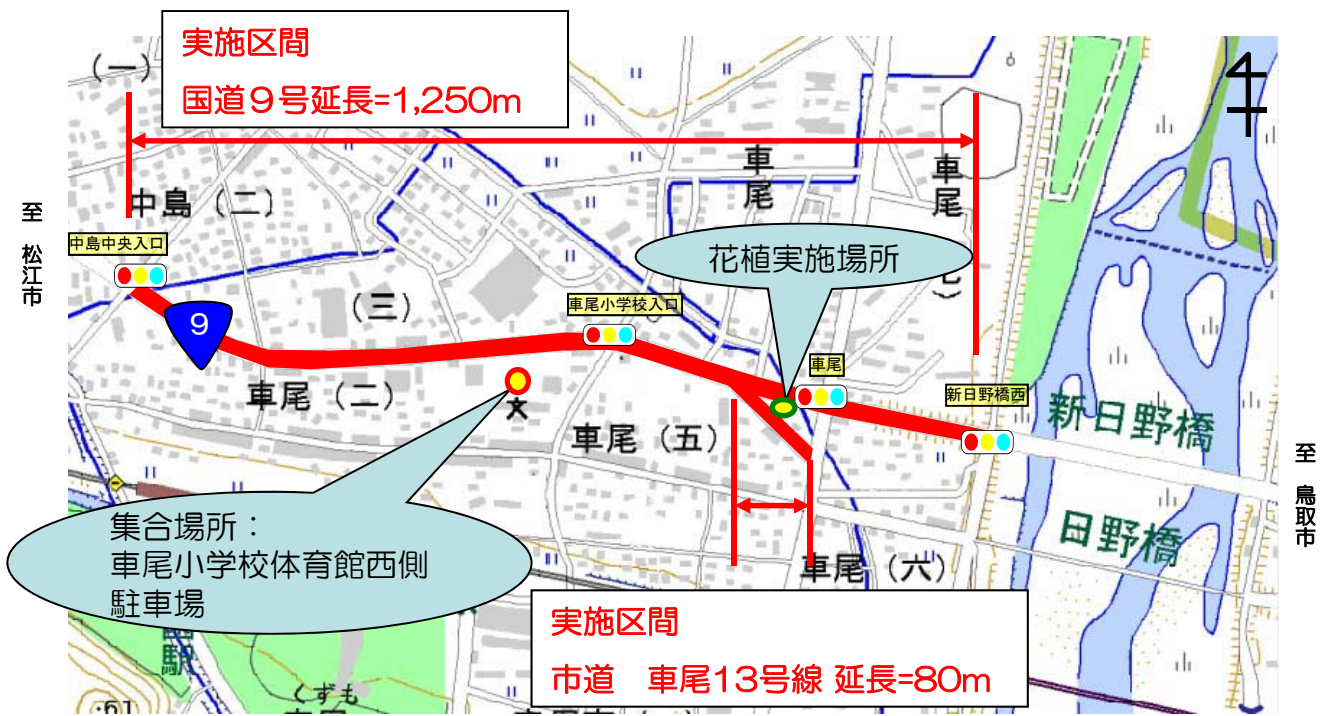 実施区間
国道9号延長=1,250m
(一)
中島(二)
車尾
車尾
七)
至 松江市
中島中央入口
9
(三)
花植実施場所
車尾小学校入口
車尾
新日野橋西
車尾(二)
文
車尾(五)
新日野橋
至 鳥取市
集合場所:
車尾小学校体育館西側
駐車場
日野橋
車尾(六)
実施区間
市道 車尾13号線 延長=80m
駅
くずも
61